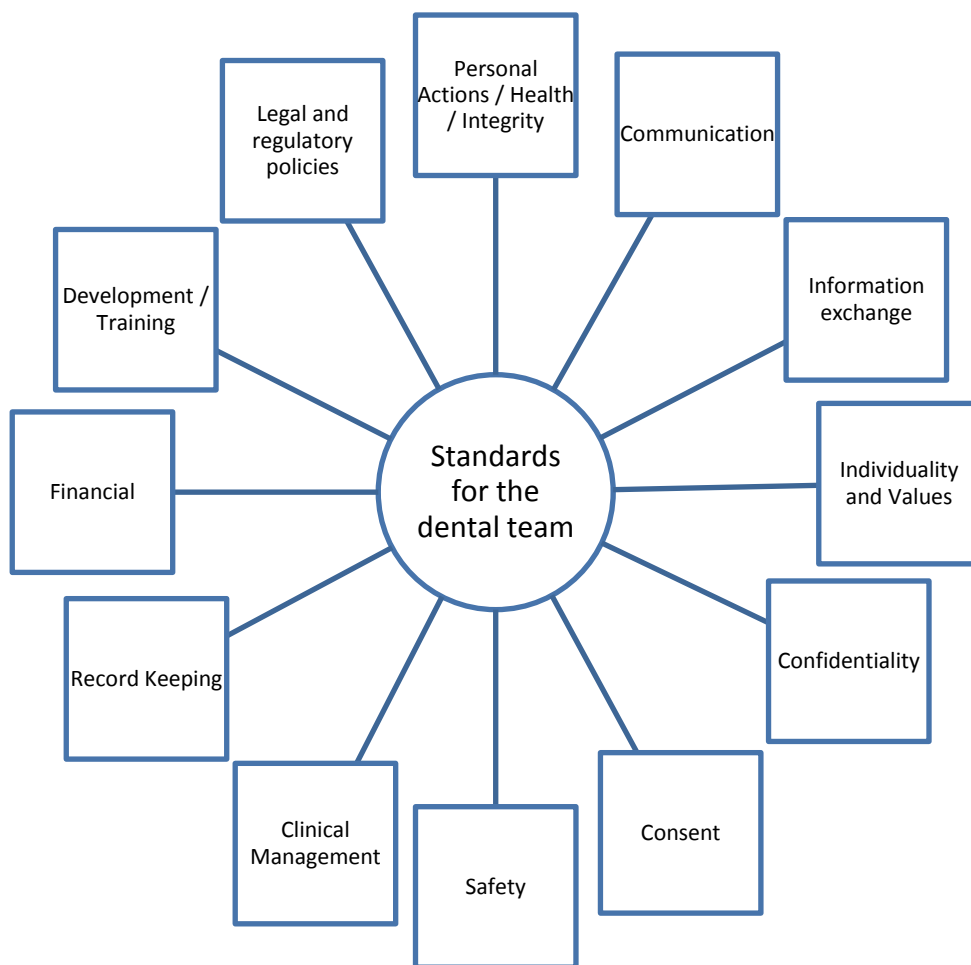 Personal
Actions / Health
/ Integrity
Communication
Information
exchange
Individuality
and Values
Confidentiality
Consent
Safety
Clinical
Management
Record Keeping
Financial
Development /
Training
Legal and
regulatory
policies
Standards
for the
dental team